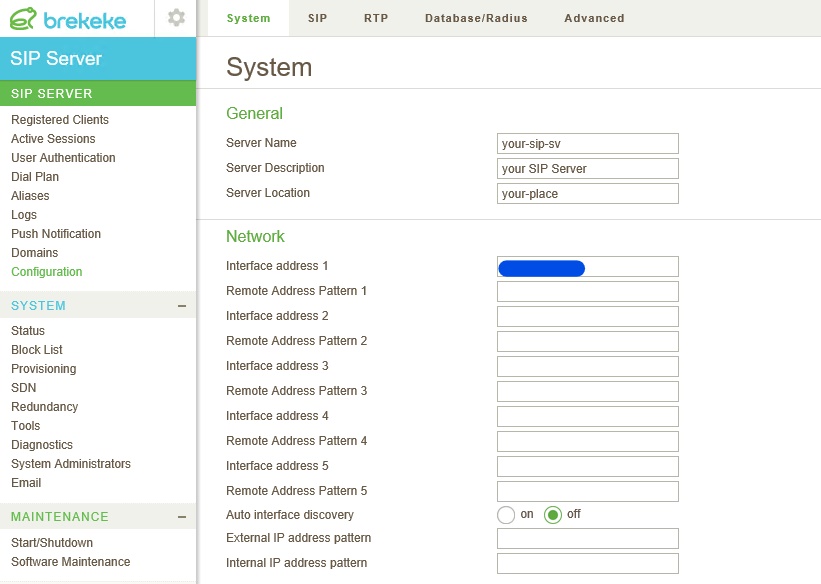 brekeke
System SIP RTP Database/Radius Advanced
SIP Server
SIP SERVER
Registered Clients
Active Sessions
User Authentication
Dial Plan
Aliases
Logs
Push Notification
Domains
Configuration
SYSTEM
Status
Block List
Provisioning
SDN
Redundancy
Tools
Diagnostics
System Administrators
Email
MAINTENANCE
Start/Shutdown
Software Maintenance
System
General
Server Name your-sip-sv
Server Description your SIP Server
Server Location your-place
Network
Interface address 1
Remote Address Pattern 1
Interface address 2
Remote Address Pattern 2
Interface address 3
Remote Address Pattern 3
Interface address 4
Remote Address Pattern 4
Interface address 5
Remote Address Pattern 5
Auto interface discovery on off
External IP address pattern
Internal IP address pattern